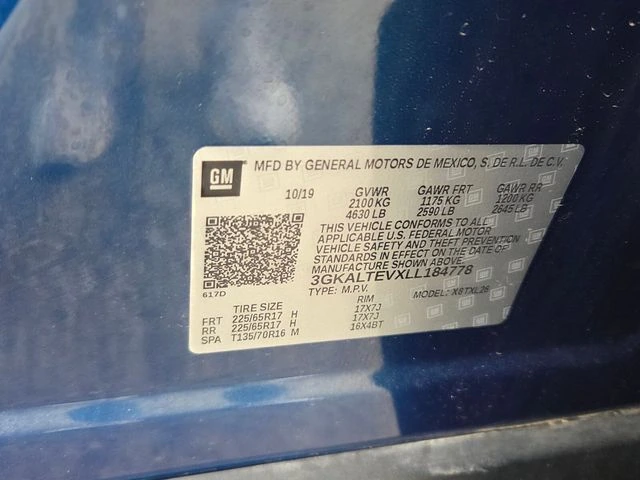 GM MFD BY GENERAL MOTORS DE MEXICO, S. DE R.L. DE C.V.
10/19 GVWR GAWR FRT GAWR RR
2100 KG 1175 KG 1200 KG
4630 LB 2590 LB 2645 LB
THIS VEHICLE CONFORMS TO ALL
APPLICABLE U.S. FEDERAL MOTOR
VEHICLE SAFETY AND THEFT PREVENTION
STANDARDS IN EFFECT ON THE DATE OF
MANUFACTURE SHOWN ABOVE.
617D
3GKALTEVXLL184778
TYPE: M.P.V. MODEL: X8TXL26
TIRE SIZE RIM
FRT 225/65R17 H 17X7J
RR 225/65R17 H 17X7J
SPA T135/70R16 M 16X4BT